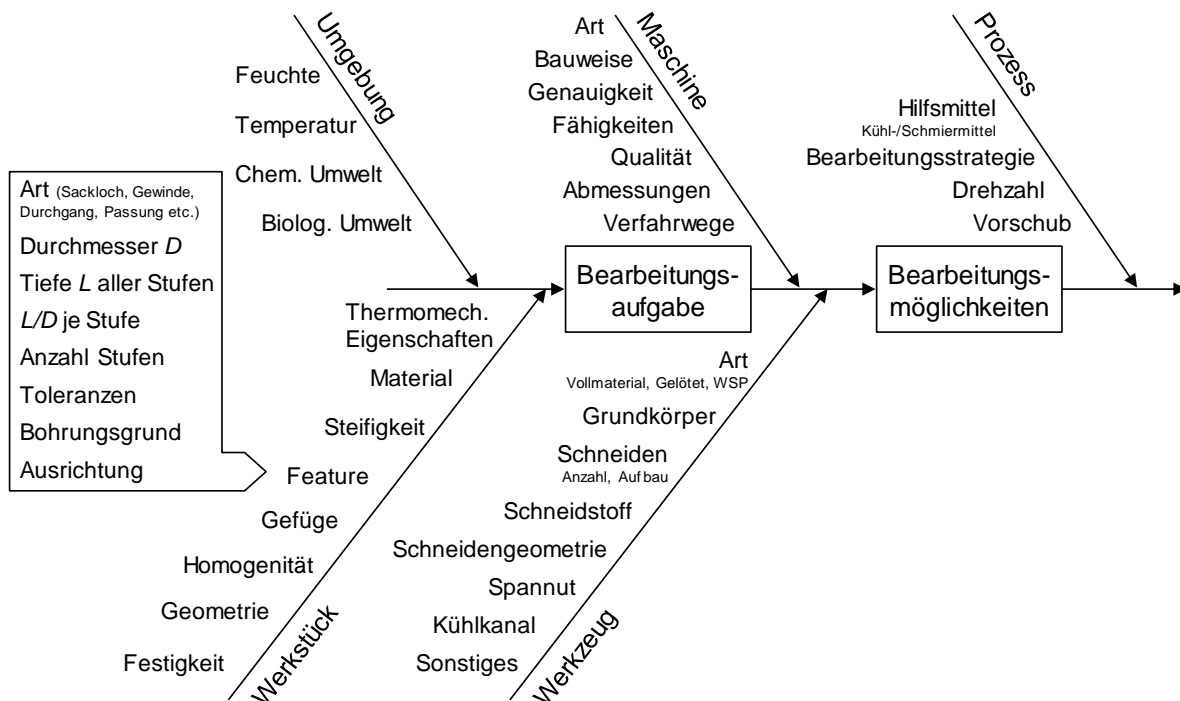 Umgebung
Feuchte
Temperatur
Chem. Umwelt
Biolog. Umwelt
Maschine
Art
Bauweise
Genauigkeit
Fähigkeiten
Qualität
Abmessungen
Verfahrwege
Prozess
Hilfsmittel
Kühl-/Schmiermittel
Bearbeitungsstrategie
Drehzahl
Vorschub
Art (Sackloch, Gewinde,
Durchgang, Passung etc.)
Durchmesser D
Tiefe L aller Stufen
L/D je Stufe
Anzahl Stufen
Toleranzen
Bohrungsgrund
Ausrichtung
Bearbeitungs-
aufgabe
Bearbeitungs-
möglichkeiten
Thermomech.
Eigenschaften
Material
Steifigkeit
Feature
Gefüge
Homogenität
Geometrie
Festigkeit
Werkstück
Art
Vollmaterial, Gelötet, WSP
Grundkörper
Schneiden
Anzahl, Aufbau
Schneidstoff
Schneidengeometrie
Spannut
Kühlkanal
Sonstiges
Werkzeug